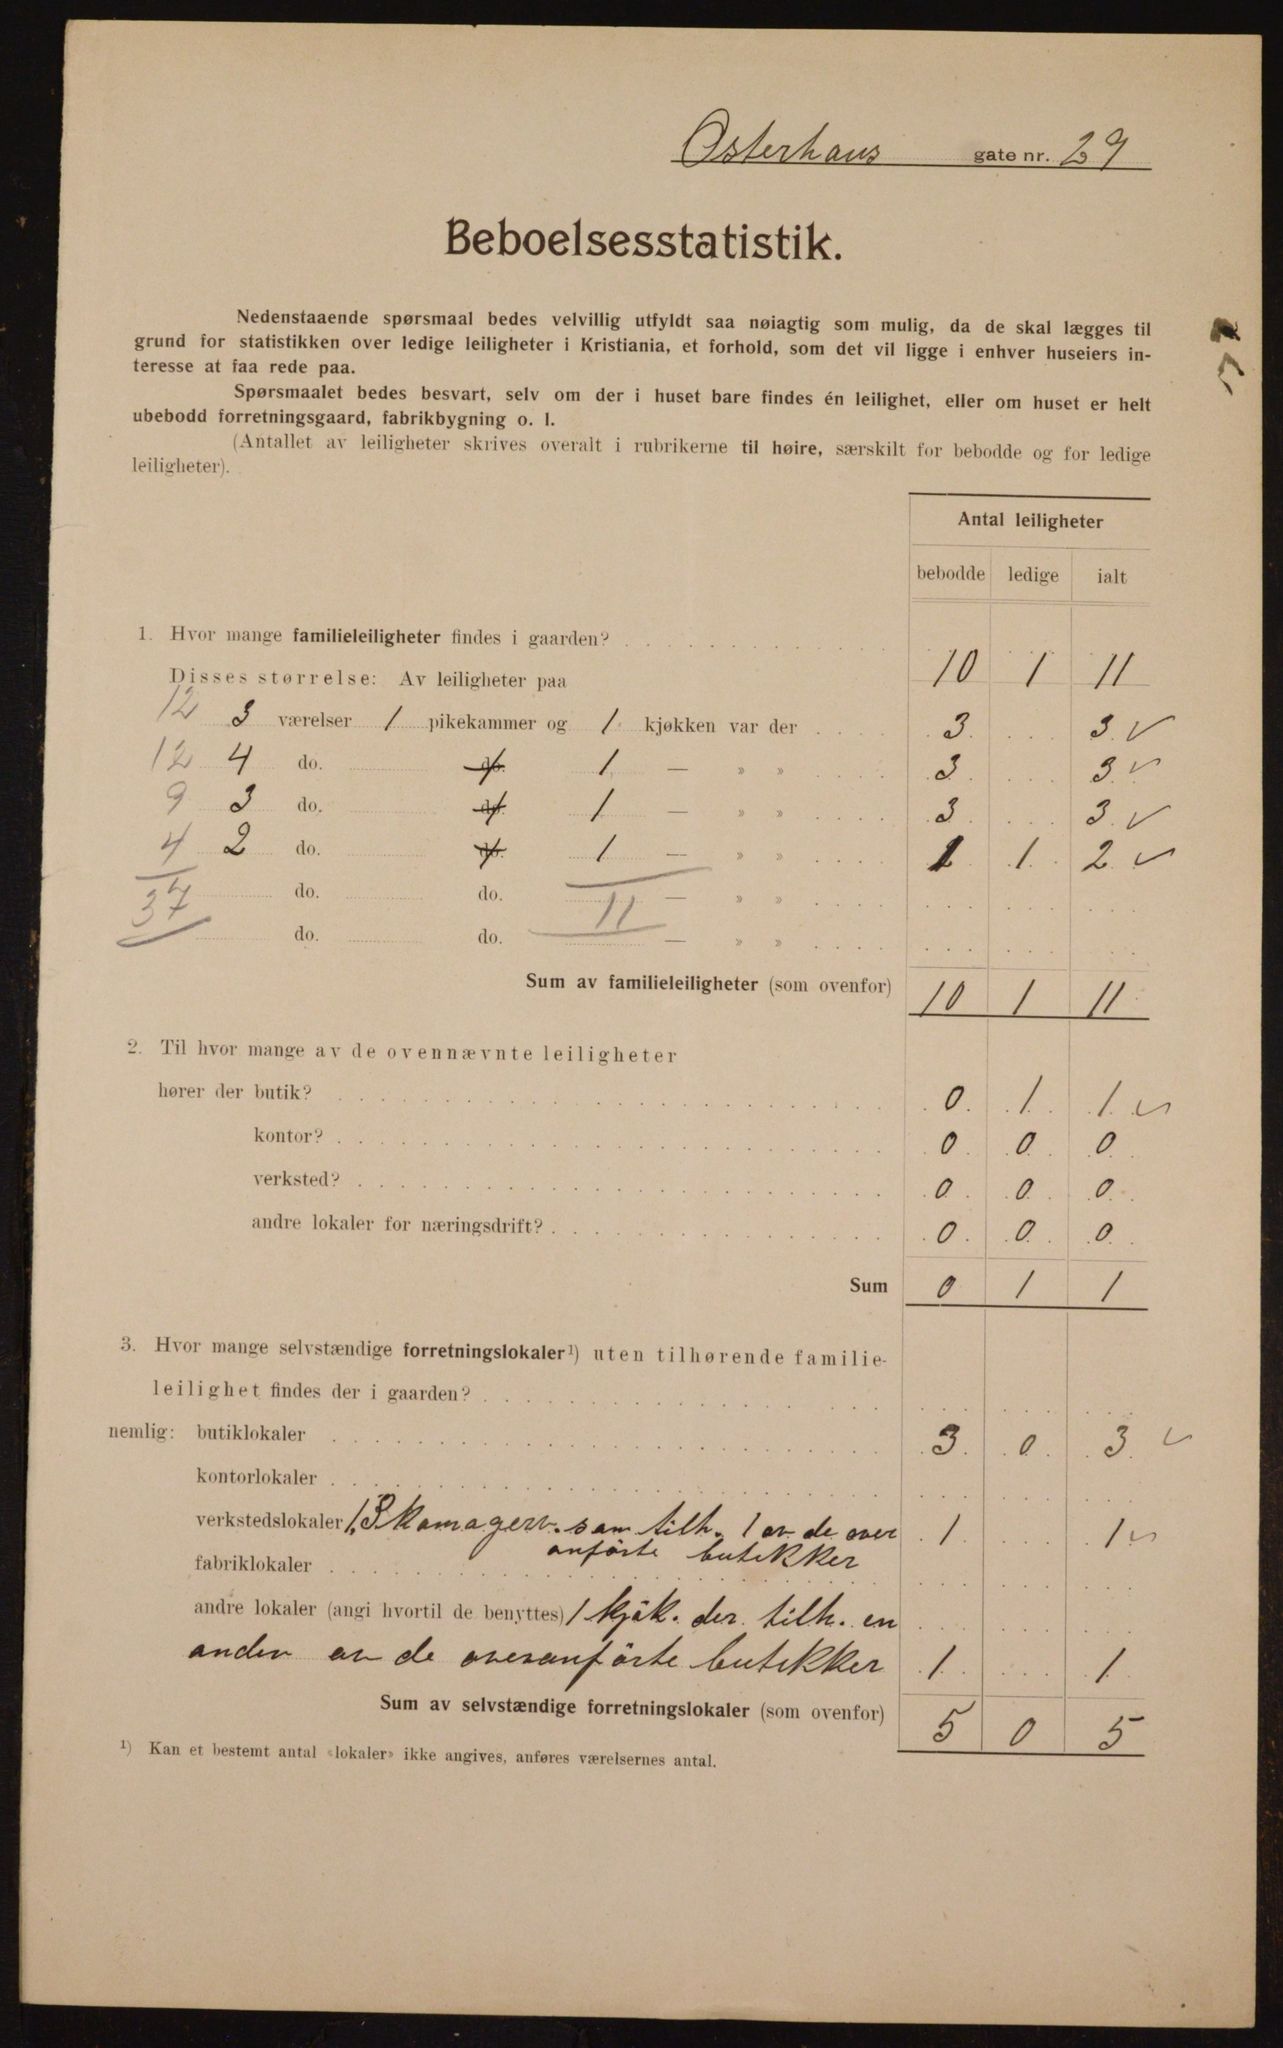 Osterhaus gate nr. 29
Beboelsesstatistik.
Nedenstaaende spørsmaal bedes velvillig utfyldt saa nøiagtig som mulig, da de skal lægges til
grund for statistikken over ledige leiligheter i Kristiania, et forhold, som det vil ligge i enhver huseiers in-
teresse at faa rede paa.
Spørsmaalet bedes besvart, selv om der i huset bare findes én leilighet, eller om huset er helt
ubebodd forretningsgaard, fabrikbygning o. l.
(Antallet av leiligheter skrives overalt i rubrikerne til høire, særskilt for bebodde og for ledige
leiligheter).
Antal leiligheter
bebodde ledige ialt
1. Hvor mange familieleiligheter findes i gaarden?
10 1 11
Disses størrelse: Av leiligheter paa
12 3 værelser 1 pikekammer og 1 kjøkken var der 3 3 ✓
12 4 do. do. 1 — » » 3 3 ✓
9 3 do. do. 1 — » » 3 3 ✓
4 2 do. do. 1 — » » 1 1 2 ✓
37 do. do. 11 — » »
do. do. — » »
Sum av familieleiligheter (som ovenfor) 10 1 11
2. Til hvor mange av de ovennævnte leiligheter
hører der butik? 0 1 1 ✓
kontor? 0 0 0
verksted? 0 0 0
andre lokaler for næringsdrift? 0 0 0
Sum 0 1 1
3. Hvor mange selvstændige forretningslokaler¹) uten tilhørende familie-
leilighet findes der i gaarden?
nemlig: butiklokaler 3 0 3 ✓
kontorlokaler
verkstedslokaler 1 Skomagerv. som tilh. 1 av de over 1 1 ✓
anförte butikker
fabriklokaler
andre lokaler (angi hvortil de benyttes) 1 kjök. der tilh. en
anden av de ovenanförte butikker 1 1
Sum av selvstændige forretningslokaler (som ovenfor) 5 0 5
¹) Kan et bestemt antal «lokaler» ikke angives, anføres værelsernes antal.